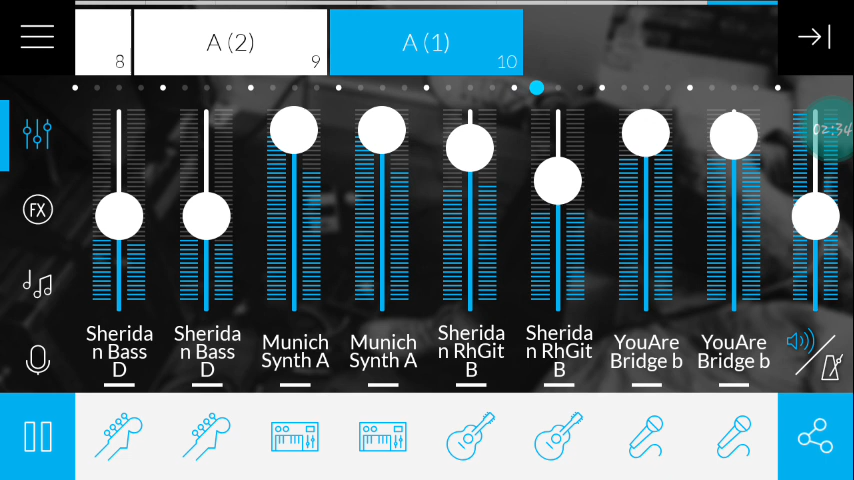 A (2)
A (1)
8
9
10
02:34
FX
Sherida
n Bass
D
Sherida
n Bass
D
Munich
Synth A
Munich
Synth A
Sherida
n RhGit
B
Sherida
n RhGit
B
YouAre
Bridge b
YouAre
Bridge b